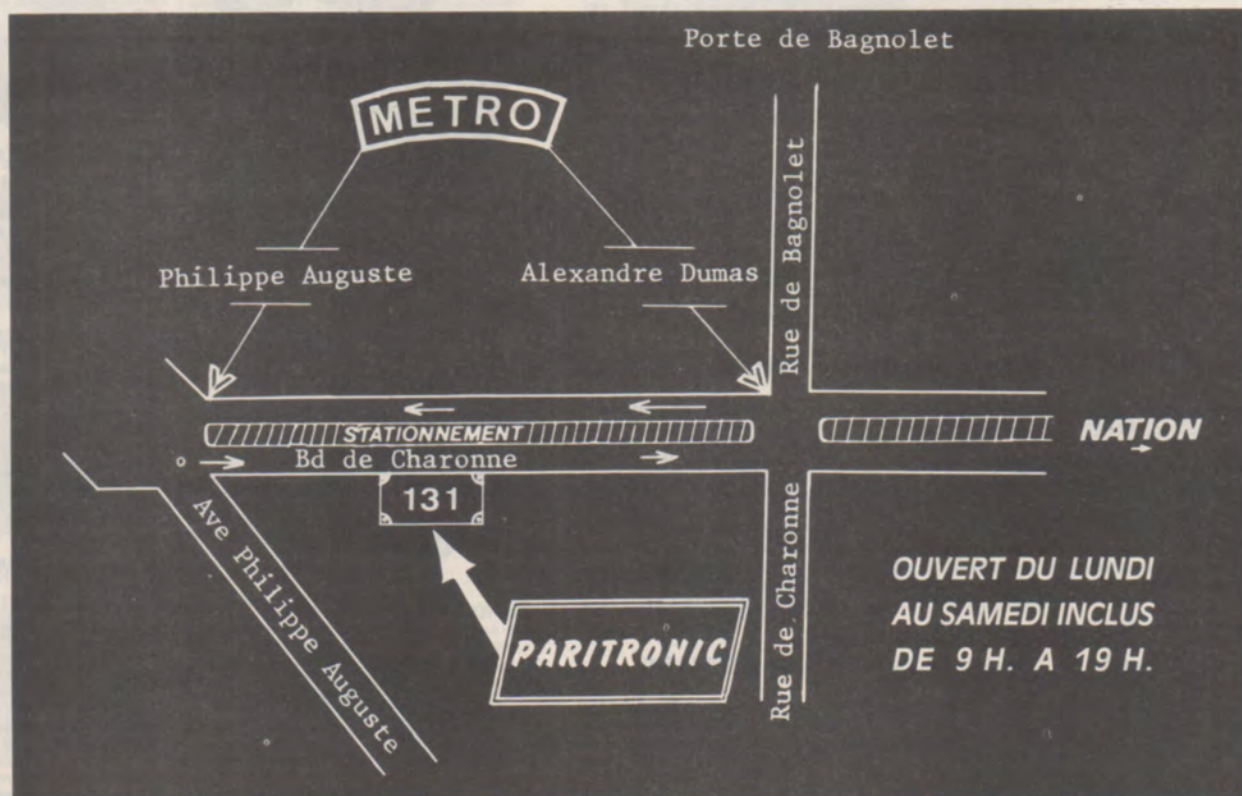 Porte de Bagnolet
METRO
Philippe Auguste
Alexandre Dumas
Rue de Bagnolet
STATIONNEMENT
NATION
Bd de Charonne
131
Ave Philippe Auguste
Rue de Charonne
PARITRONIC
OUVERT DU LUNDI
AU SAMEDI INCLUS
DE 9 H. A 19 H.